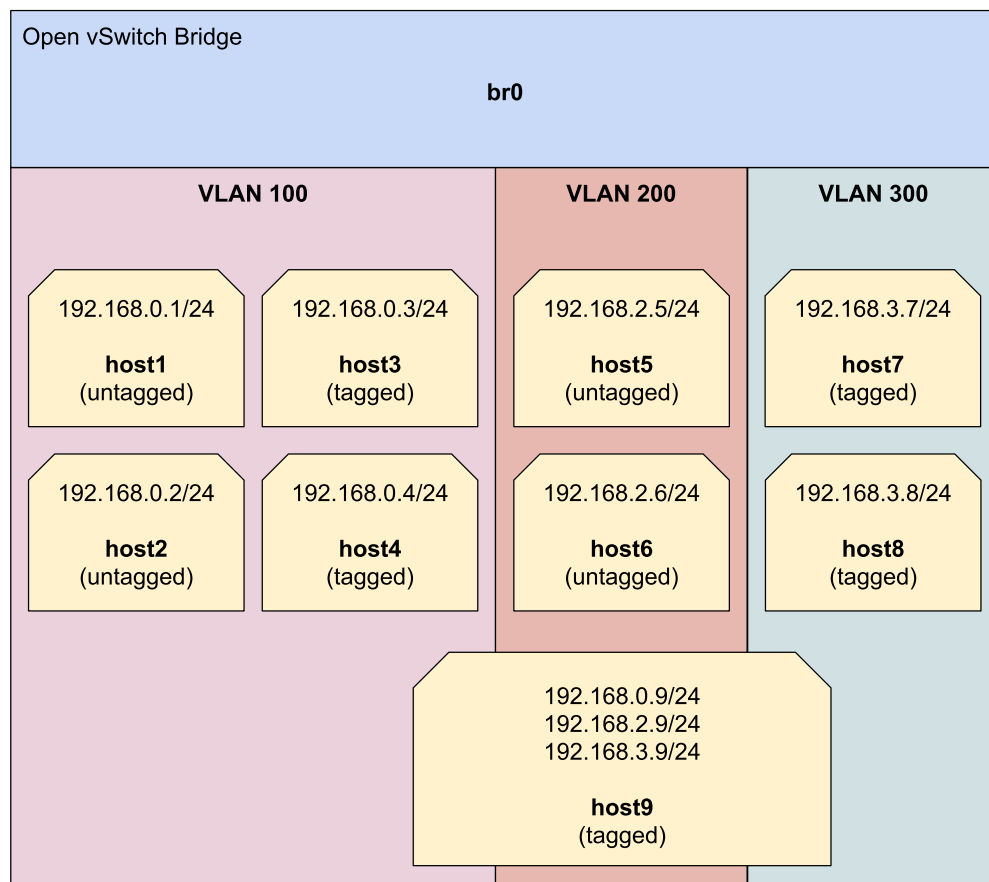 Open vSwitch Bridge
br0
VLAN 100
VLAN 200
VLAN 300
192.168.0.1/24
host1
(untagged)
192.168.0.3/24
host3
(tagged)
192.168.2.5/24
host5
(untagged)
192.168.3.7/24
host7
(tagged)
192.168.0.2/24
host2
(untagged)
192.168.0.4/24
host4
(tagged)
192.168.2.6/24
host6
(untagged)
192.168.3.8/24
host8
(tagged)
192.168.0.9/24
192.168.2.9/24
192.168.3.9/24
host9
(tagged)